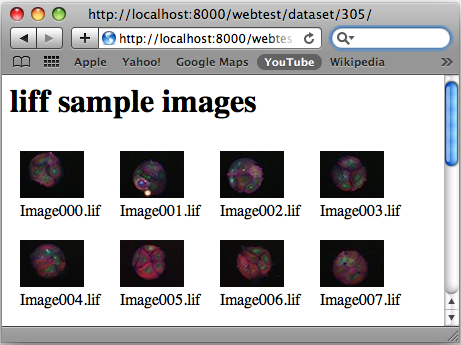 http://localhost:8000/webtest/dataset/305/
http://localhost:8000/webtes
Apple Yahoo! Google Maps YouTube Wikipedia
liff sample images
Image000.lif Image001.lif Image002.lif Image003.lif
Image004.lif Image005.lif Image006.lif Image007.lif